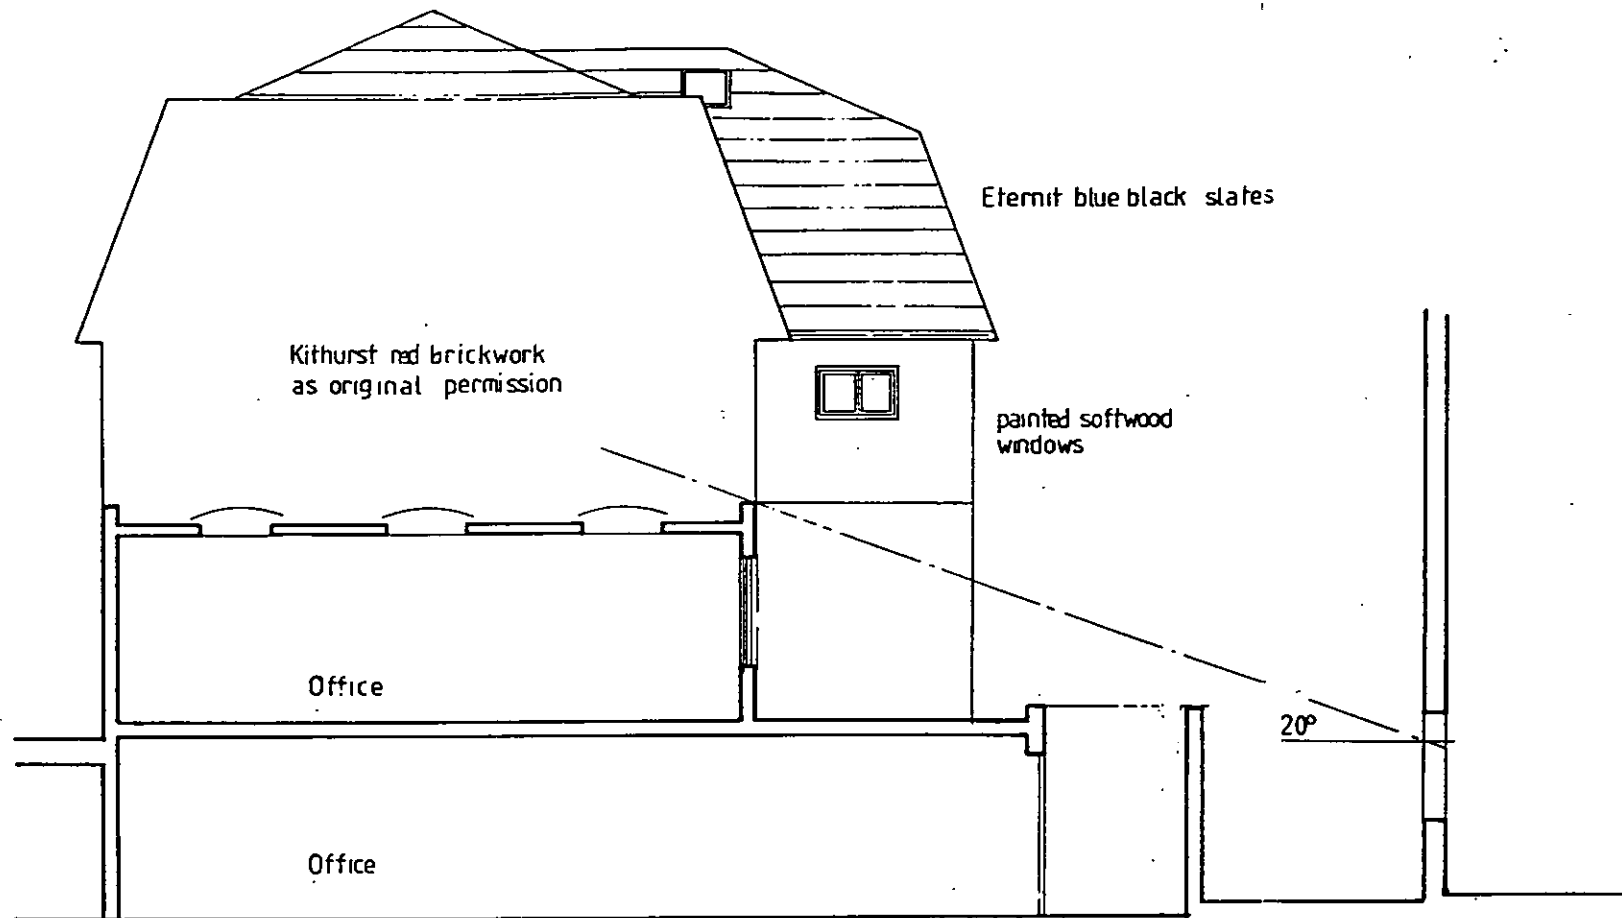 Eternit blue black slates
Kithurst red brickwork
as original permission
painted softwood
windows
Office
20°
Office